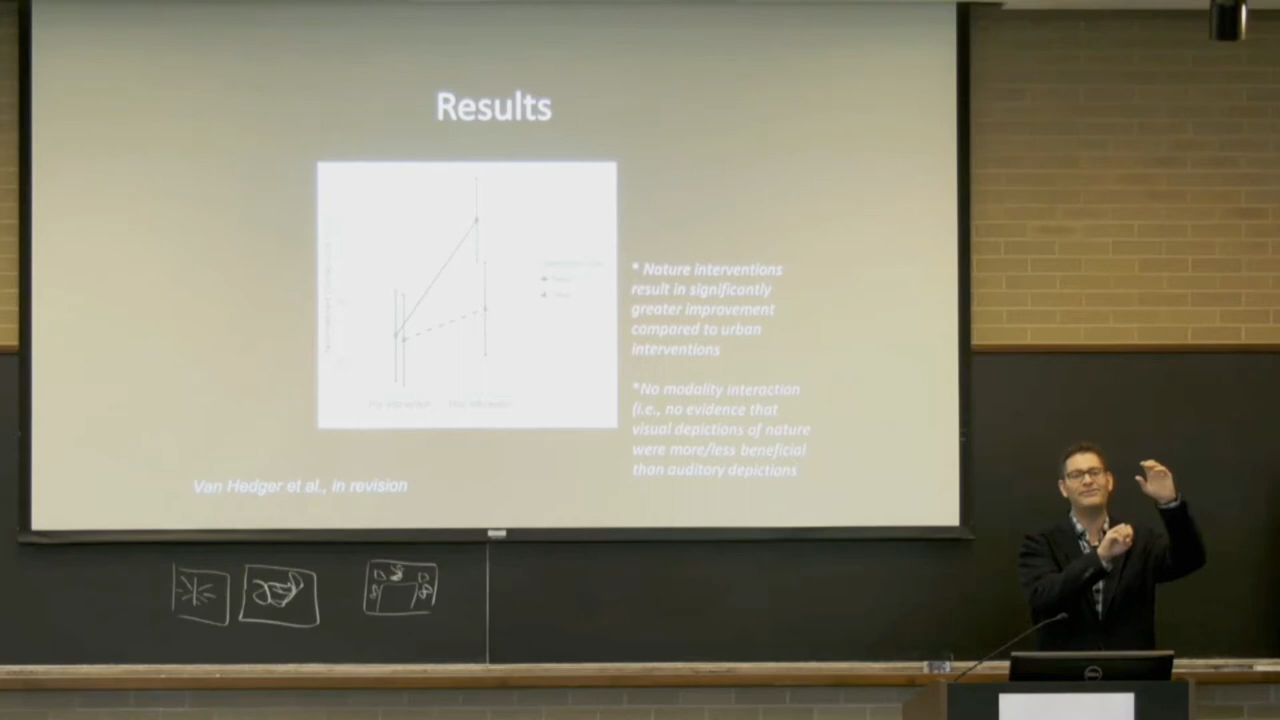 Results
* Nature interventions
result in significantly
greater improvement
compared to urban
interventions
*No modality interaction
(i.e., no evidence that
visual depictions of nature
were more/less beneficial
than auditory depictions
Van Hedger et al., in revision
DELL